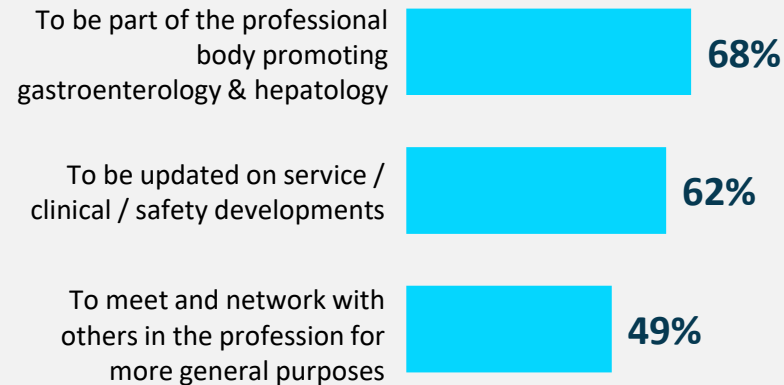 To be part of the professional
body promoting
gastroenterology & hepatology
68%
To be updated on service /
clinical / safety developments
62%
To meet and network with
others in the profession for
more general purposes
49%